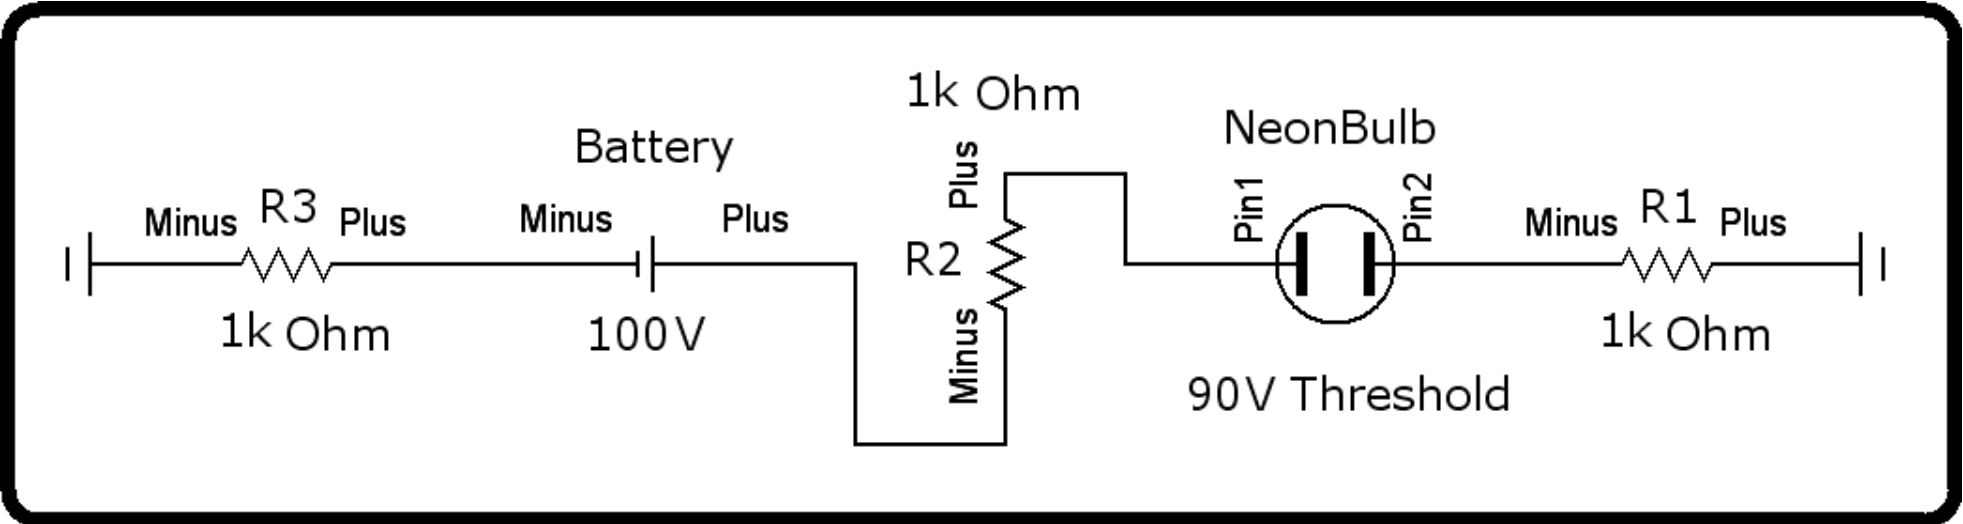 1k Ohm
Battery
NeonBulb
Minus
R3
Plus
Minus
Plus
Plus
R2
Minus
Pin1
Pin2
Minus
R1
Plus
1k Ohm
100V
1k Ohm
90V Threshold